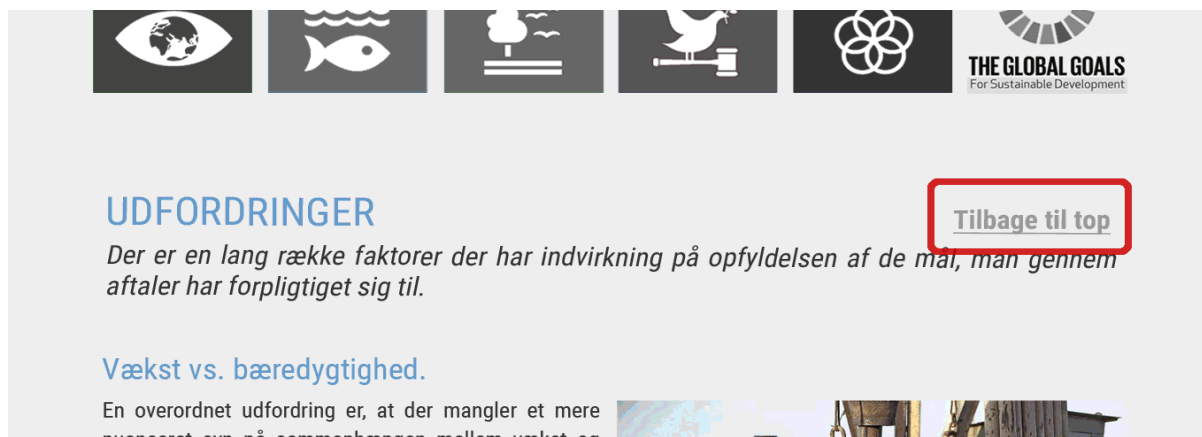 THE GLOBAL GOALS
For Sustainable Development
UDFORDRINGER
Tilbage til top
Der er en lang række faktorer der har indvirkning på opfyldelsen af de mål, man gennem
aftaler har forpligtiget sig til.
Vækst vs. bæredygtighed.
En overordnet udfordring er, at der mangler et mere